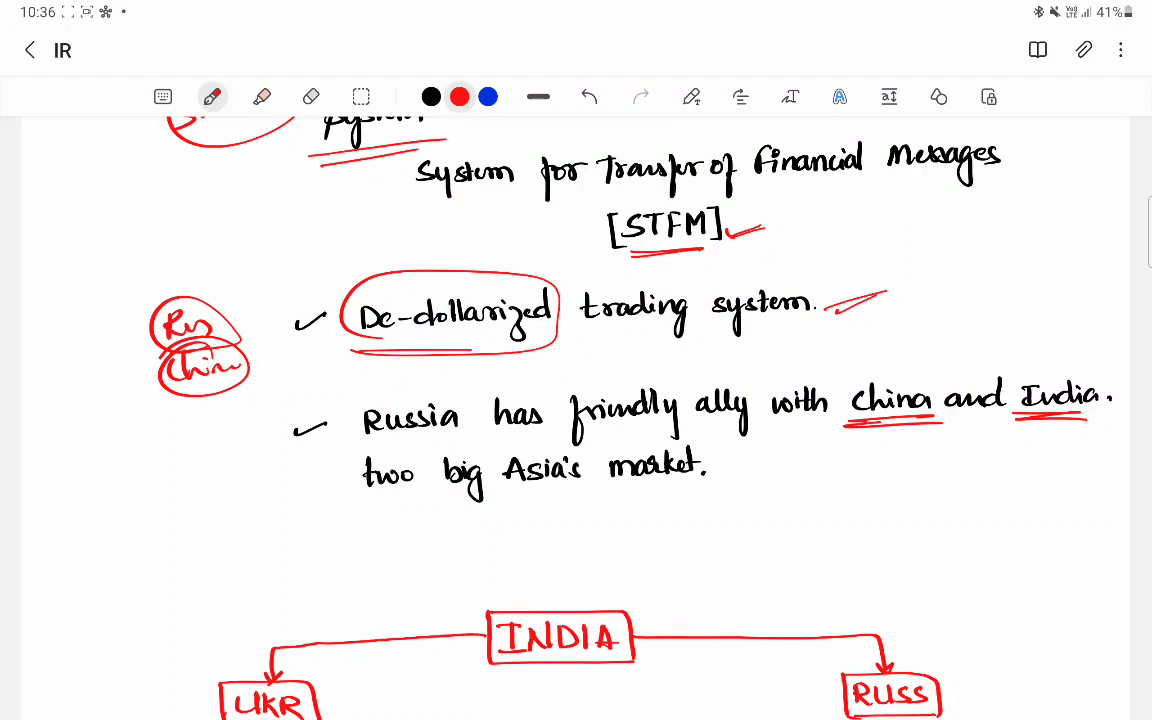 10:36 41%
IR
System for Transfer of Financial Messages
[STFM]
Rus
De-dollarized trading system.
China
Russia has friendly ally with China and India.
two big Asia's market.
INDIA
UKR
RUSS